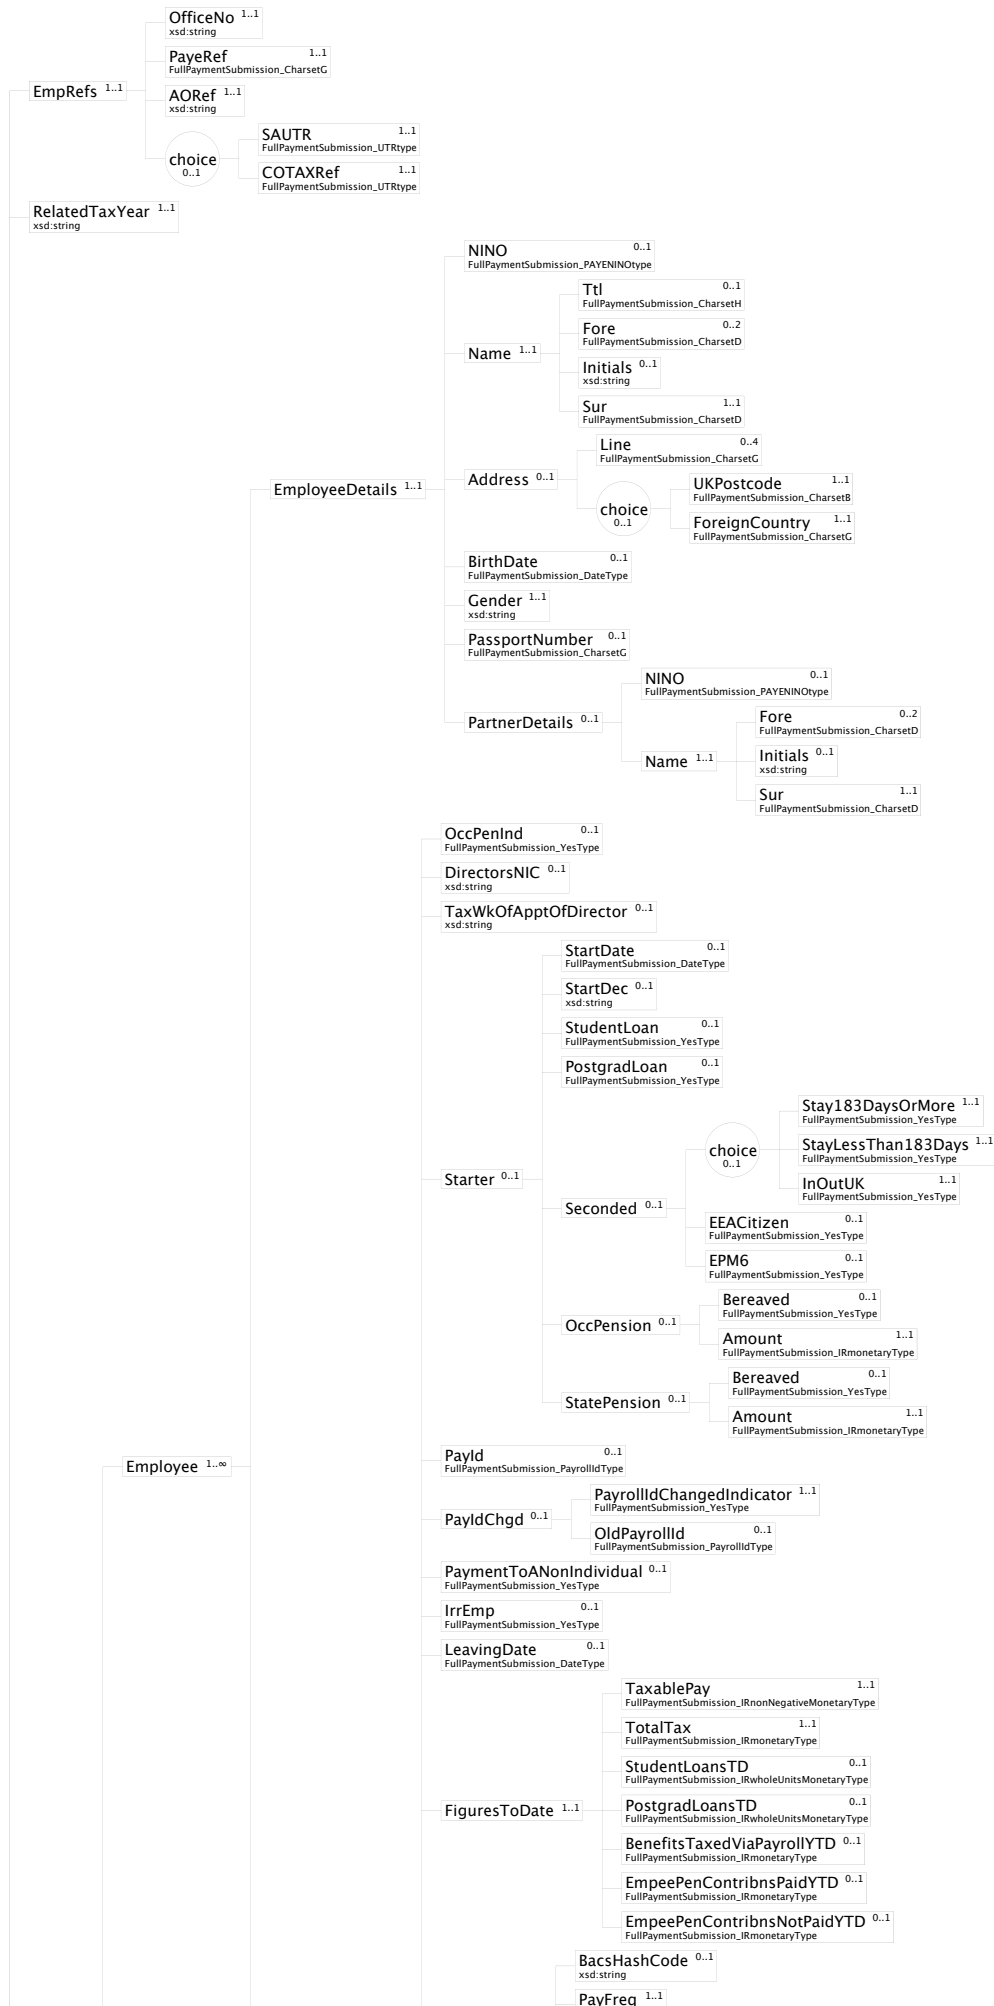 OfficeNo 1..1
xsd:string
PayeRef 1..1
FullPaymentSubmission_CharsetG
EmpRefs 1..1
AORef 1..1
xsd:string
choice
0..1
SAUTR 1..1
FullPaymentSubmission_UTRtype
COTAXRef 1..1
FullPaymentSubmission_UTRtype
RelatedTaxYear 1..1
xsd:string
NINO 0..1
FullPaymentSubmission_PAYENINOtype
Name 1..1
Ttl 0..1
FullPaymentSubmission_CharsetH
Fore 0..2
FullPaymentSubmission_CharsetD
Initials 0..1
xsd:string
Sur 1..1
FullPaymentSubmission_CharsetD
EmployeeDetails 1..1
Address 0..1
Line 0..4
FullPaymentSubmission_CharsetG
choice
0..1
UKPostcode 1..1
FullPaymentSubmission_CharsetB
ForeignCountry 1..1
FullPaymentSubmission_CharsetG
BirthDate 0..1
FullPaymentSubmission_DateType
Gender 1..1
xsd:string
PassportNumber 0..1
FullPaymentSubmission_CharsetG
PartnerDetails 0..1
NINO 0..1
FullPaymentSubmission_PAYENINOtype
Name 1..1
Fore 0..2
FullPaymentSubmission_CharsetD
Initials 0..1
xsd:string
Sur 1..1
FullPaymentSubmission_CharsetD
OccPenInd 0..1
FullPaymentSubmission_YesType
DirectorsNIC 0..1
xsd:string
TaxWkOfApptOfDirector 0..1
xsd:string
Starter 0..1
StartDate 0..1
FullPaymentSubmission_DateType
StartDec 0..1
xsd:string
StudentLoan 0..1
FullPaymentSubmission_YesType
PostgradLoan 0..1
FullPaymentSubmission_YesType
Seconded 0..1
choice
0..1
Stay183DaysOrMore 1..1
FullPaymentSubmission_YesType
StayLessThan183Days 1..1
FullPaymentSubmission_YesType
InOutUK 1..1
FullPaymentSubmission_YesType
EEACitizen 0..1
FullPaymentSubmission_YesType
EPM6 0..1
FullPaymentSubmission_YesType
OccPension 0..1
Bereaved 0..1
FullPaymentSubmission_YesType
Amount 1..1
FullPaymentSubmission_IRmonetaryType
StatePension 0..1
Bereaved 0..1
FullPaymentSubmission_YesType
Amount 1..1
FullPaymentSubmission_IRmonetaryType
Employee 1..∞
PayId 0..1
FullPaymentSubmission_PayrollIdType
PayIdChgd 0..1
PayrollIdChangedIndicator 1..1
FullPaymentSubmission_YesType
OldPayrollId 0..1
FullPaymentSubmission_PayrollIdType
PaymentToANonIndividual 0..1
FullPaymentSubmission_YesType
IrrEmp 0..1
FullPaymentSubmission_YesType
LeavingDate 0..1
FullPaymentSubmission_DateType
FiguresToDate 1..1
TaxablePay 1..1
FullPaymentSubmission_IRnonNegativeMonetaryType
TotalTax 1..1
FullPaymentSubmission_IRmonetaryType
StudentLoansTD 0..1
FullPaymentSubmission_IRwholeUnitsMonetaryType
PostgradLoansTD 0..1
FullPaymentSubmission_IRwholeUnitsMonetaryType
BenefitsTaxedViaPayrollYTD 0..1
FullPaymentSubmission_IRmonetaryType
EmpeePenContribnsPaidYTD 0..1
FullPaymentSubmission_IRmonetaryType
EmpeePenContribnsNotPaidYTD 0..1
FullPaymentSubmission_IRmonetaryType
BacsHashCode 0..1
xsd:string
PayFreq 1..1